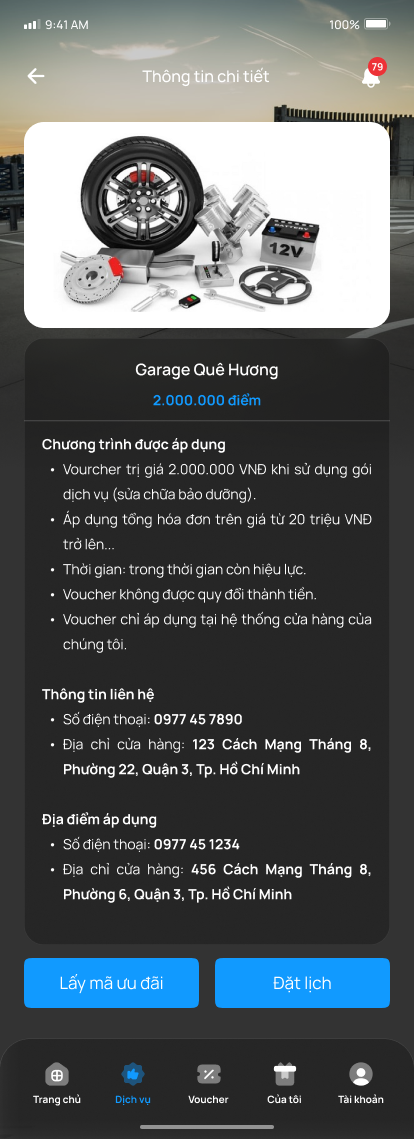 9:41 AM 100%
Thông tin chi tiết
79
BATTERY
12V
Garage Quê Hương
2.000.000 điểm
Chương trình được áp dụng
• Vourcher trị giá 2.000.000 VNĐ khi sử dụng gói
dịch vụ (sửa chữa bảo dưỡng).
• Áp dụng tổng hóa đơn trên giá từ 20 triệu VNĐ
trở lên...
• Thời gian: trong thời gian còn hiệu lực.
• Voucher không được quy đổi thành tiền.
• Voucher chỉ áp dụng tại hệ thống cửa hàng của
chúng tôi.
Thông tin liên hệ
• Số điện thoại: 0977 45 7890
• Địa chỉ cửa hàng: 123 Cách Mạng Tháng 8,
Phường 22, Quận 3, Tp. Hồ Chí Minh
Địa điểm áp dụng
• Số điện thoại: 0977 45 1234
• Địa chỉ cửa hàng: 456 Cách Mạng Tháng 8,
Phường 6, Quận 3, Tp. Hồ Chí Minh
Lấy mã ưu đãi
Đặt lịch
Trang chủ
Dịch vụ
Voucher
Của tôi
Tài khoản